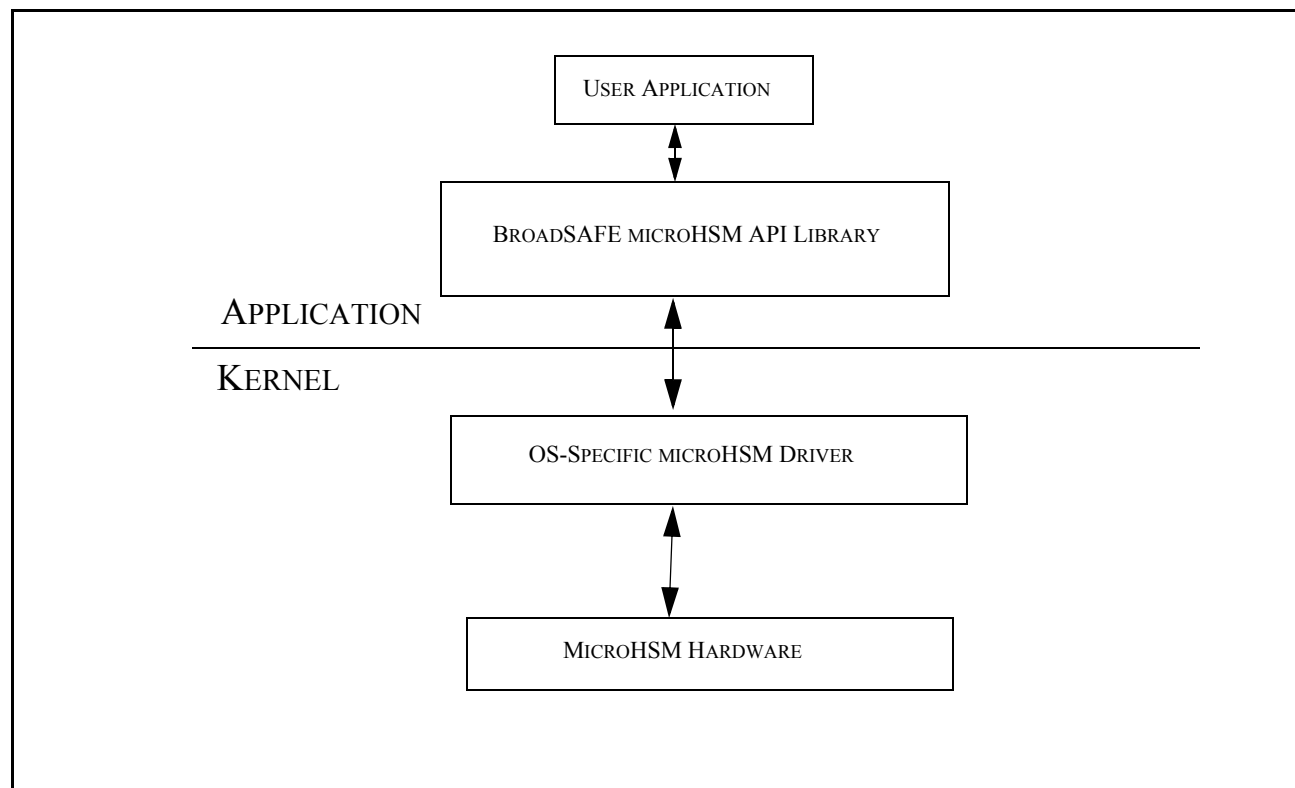 User Application
BroadSAFE microHSM API Library
Application
Kernel
OS-Specific microHSM Driver
MicroHSM Hardware